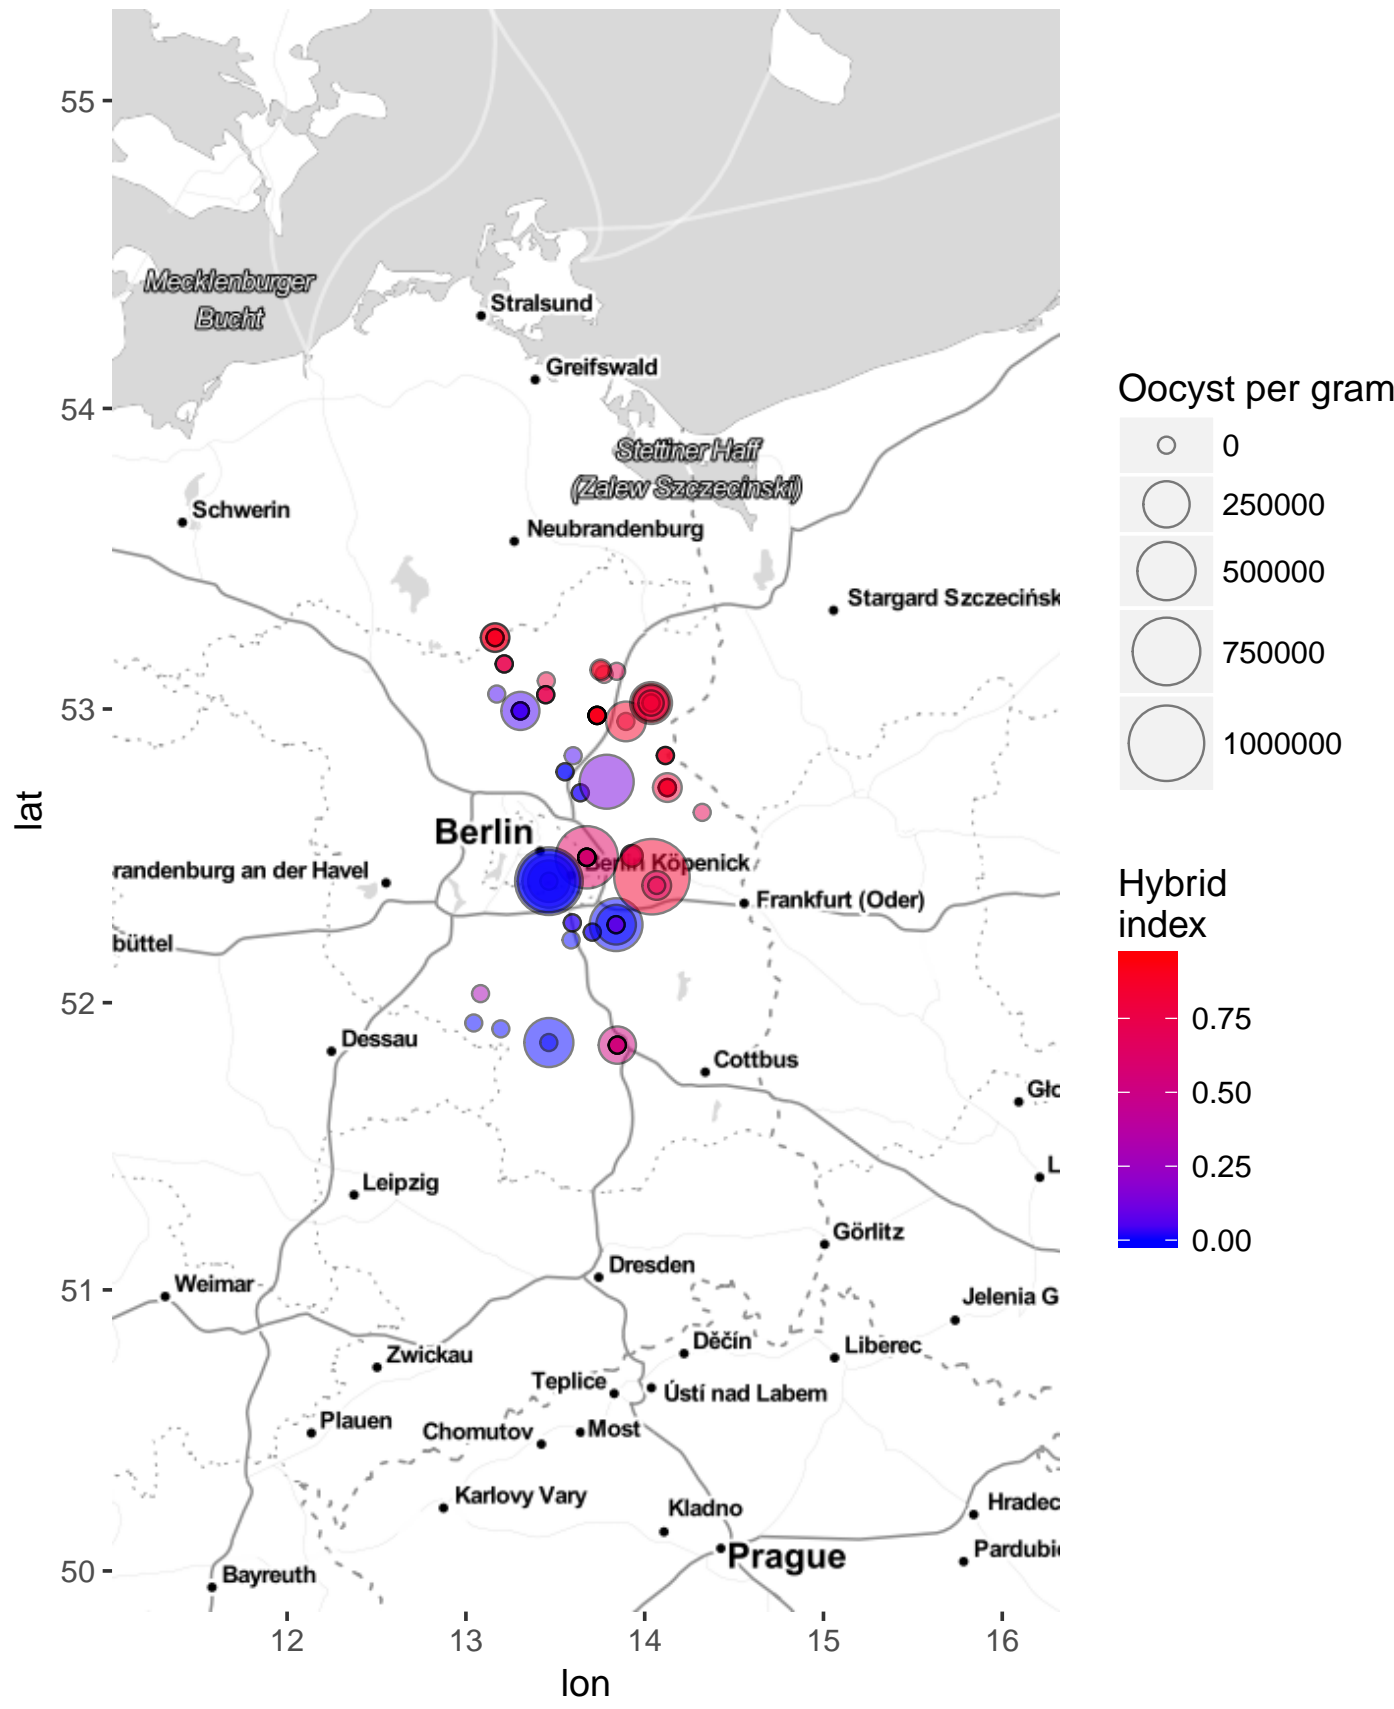 55
Mecklenburger
Bucht
Stralsund
Greifswald
54
Stettiner Haff
(Zalew Szczecinski)
Schwerin
Neubrandenburg
Stargard Szczecińsk
53
Berlin
Berlin Köpenick
randenburg an der Havel
Frankfurt (Oder)
büttel
52
Dessau
Cottbus
Gło
L
Leipzig
Görlitz
Dresden
51
Weimar
Jelenia G
Děčín
Liberec
Zwickau
Teplice
Ústí nad Labem
Plauen
Chomutov
Most
Karlovy Vary
Kladno
Hradec
Prague
Pardubi
50
Bayreuth
12
13
14
15
16
lon
lat
Oocyst per gram
0
250000
500000
750000
1000000
Hybrid
index
0.75
0.50
0.25
0.00